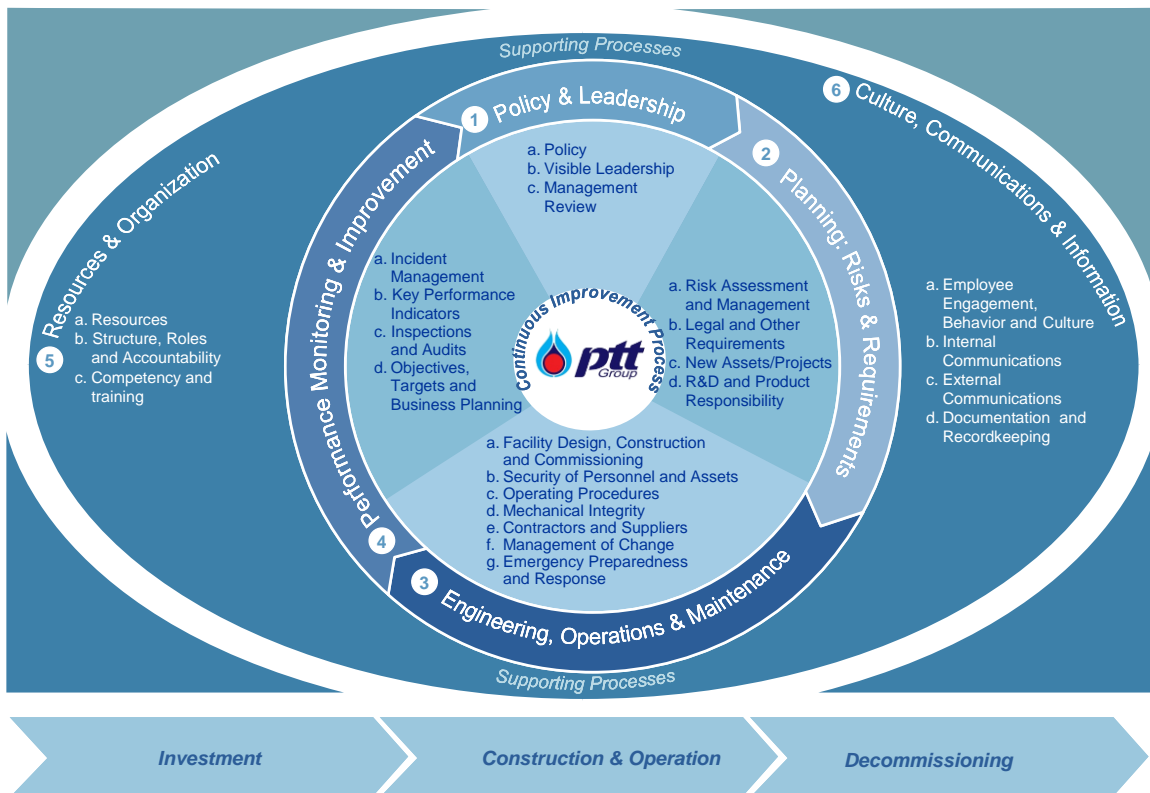 Supporting Processes
1 Policy & Leadership
a. Policy
b. Visible Leadership
c. Management
Review
2 Planning: Risks & Requirements
a. Risk Assessment
and Management
b. Legal and Other
Requirements
c. New Assets/Projects
d. R&D and Product
Responsibility
3 Engineering, Operations & Maintenance
a. Facility Design, Construction
and Commissioning
b. Security of Personnel and Assets
c. Operating Procedures
d. Mechanical Integrity
e. Contractors and Suppliers
f. Management of Change
g. Emergency Preparedness
and Response
4 Performance Monitoring & Improvement
a. Incident
Management
b. Key Performance
Indicators
c. Inspections
and Audits
d. Objectives,
Targets and
Business Planning
Continuous Improvement Process
ptt
Group
5 Resources & Organization
a. Resources
b. Structure, Roles
and Accountability
c. Competency and
training
6 Culture, Communications & Information
a. Employee
Engagement,
Behavior and Culture
b. Internal
Communications
c. External
Communications
d. Documentation and
Recordkeeping
Supporting Processes
Investment
Construction & Operation
Decommissioning